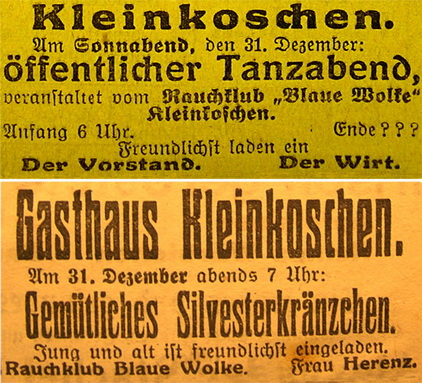 Kleinkoschen.
Am Sonnabend, den 31. Dezember:
öffentlicher Tanzabend,
veranstaltet vom Rauchklub „Blaue Wolke“
Kleinkoschen.
Anfang 6 Uhr. Ende ? ? ?
Freundlichst laden ein
Der Vorstand. Der Wirt.
Gasthaus Kleinkoschen.
Am 31. Dezember abends 7 Uhr:
Gemütliches Silvesterkränzchen.
Jung und alt ist freundlichst eingeladen.
Rauchklub Blaue Wolke. Frau Herenz.